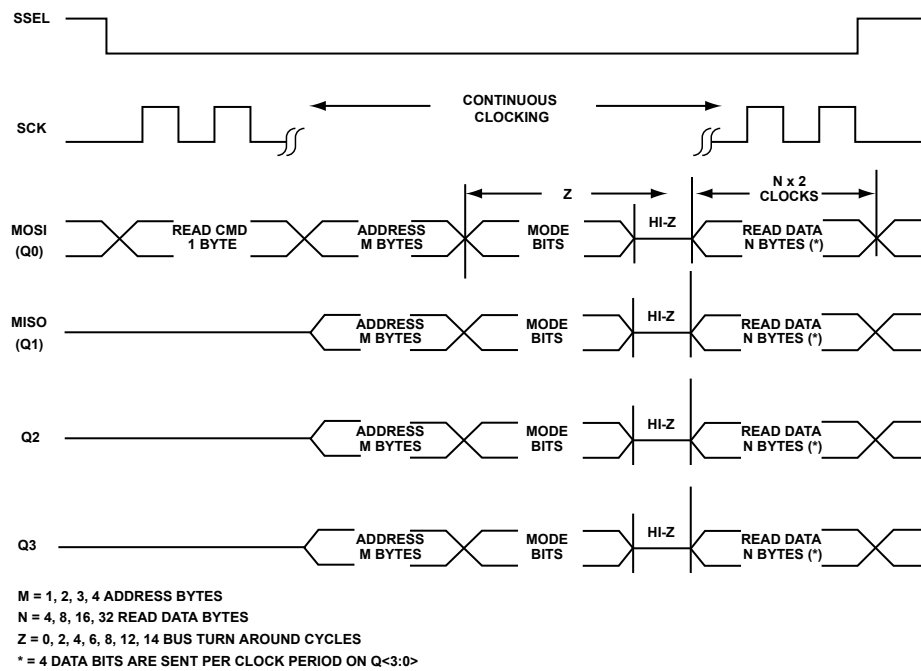 SSEL
SCK
CONTINUOUS
CLOCKING
Z
N x 2
CLOCKS
MOSI
(Q0)
READ CMD
1 BYTE
ADDRESS
M BYTES
MODE
BITS
HI-Z
READ DATA
N BYTES (*)
MISO
(Q1)
ADDRESS
M BYTES
MODE
BITS
HI-Z
READ DATA
N BYTES (*)
Q2
ADDRESS
M BYTES
MODE
BITS
HI-Z
READ DATA
N BYTES (*)
Q3
ADDRESS
M BYTES
MODE
BITS
HI-Z
READ DATA
N BYTES (*)
M = 1, 2, 3, 4 ADDRESS BYTES
N = 4, 8, 16, 32 READ DATA BYTES
Z = 0, 2, 4, 6, 8, 12, 14 BUS TURN AROUND CYCLES
* = 4 DATA BITS ARE SENT PER CLOCK PERIOD ON Q<3:0>